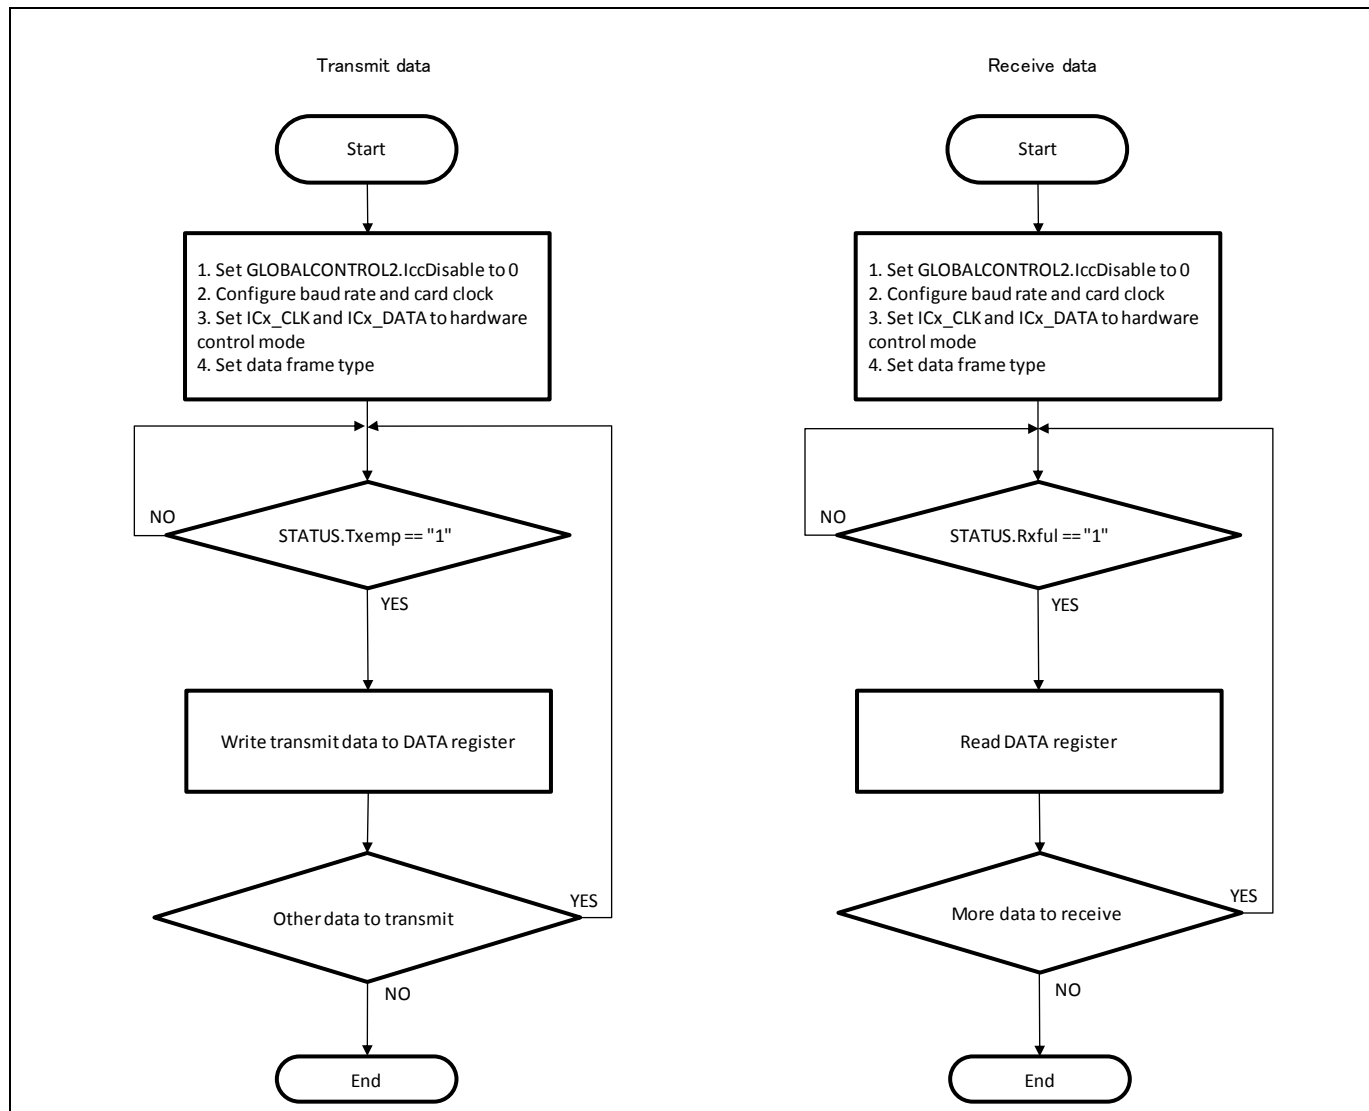 Transmit data
Start
1. Set GLOBALCONTROL2.IccDisable to 0
2. Configure baud rate and card clock
3. Set ICx_CLK and ICx_DATA to hardware
control mode
4. Set data frame type
NO
STATUS.Txemp == "1"
YES
Write transmit data to DATA register
Other data to transmit
YES
NO
End
Receive data
Start
1. Set GLOBALCONTROL2.IccDisable to 0
2. Configure baud rate and card clock
3. Set ICx_CLK and ICx_DATA to hardware
control mode
4. Set data frame type
NO
STATUS.Rxful == "1"
YES
Read DATA register
More data to receive
YES
NO
End